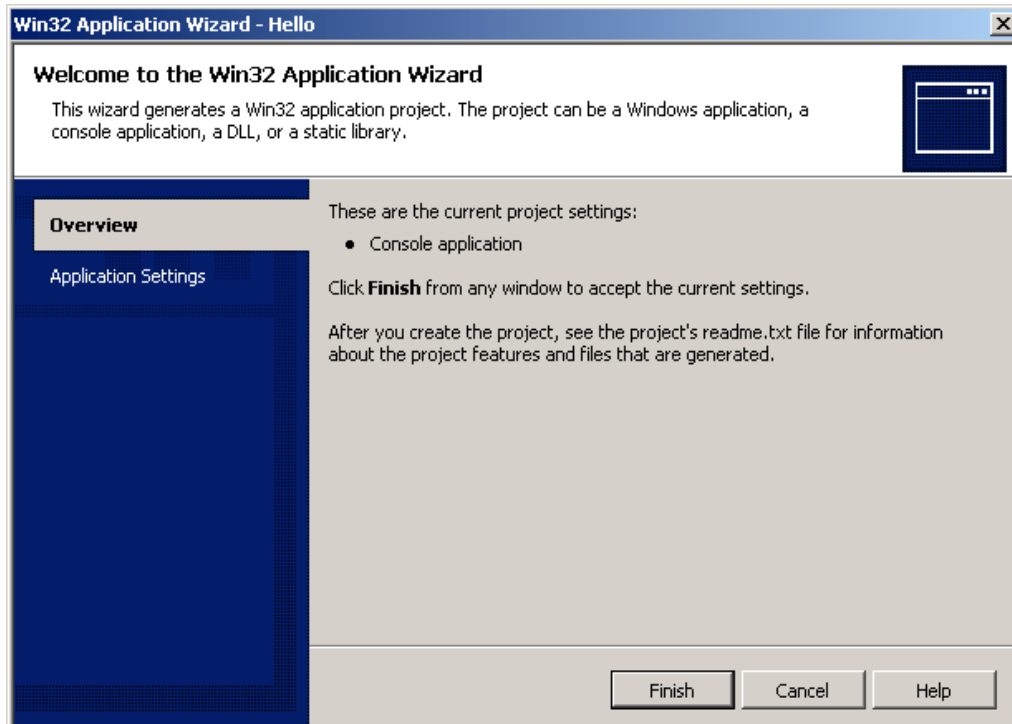 Win32 Application Wizard - Hello
Welcome to the Win32 Application Wizard
This wizard generates a Win32 application project. The project can be a Windows application, a
console application, a DLL, or a static library.
Overview
Application Settings
These are the current project settings:
• Console application
Click Finish from any window to accept the current settings.
After you create the project, see the project's readme.txt file for information
about the project features and files that are generated.
Finish
Cancel
Help